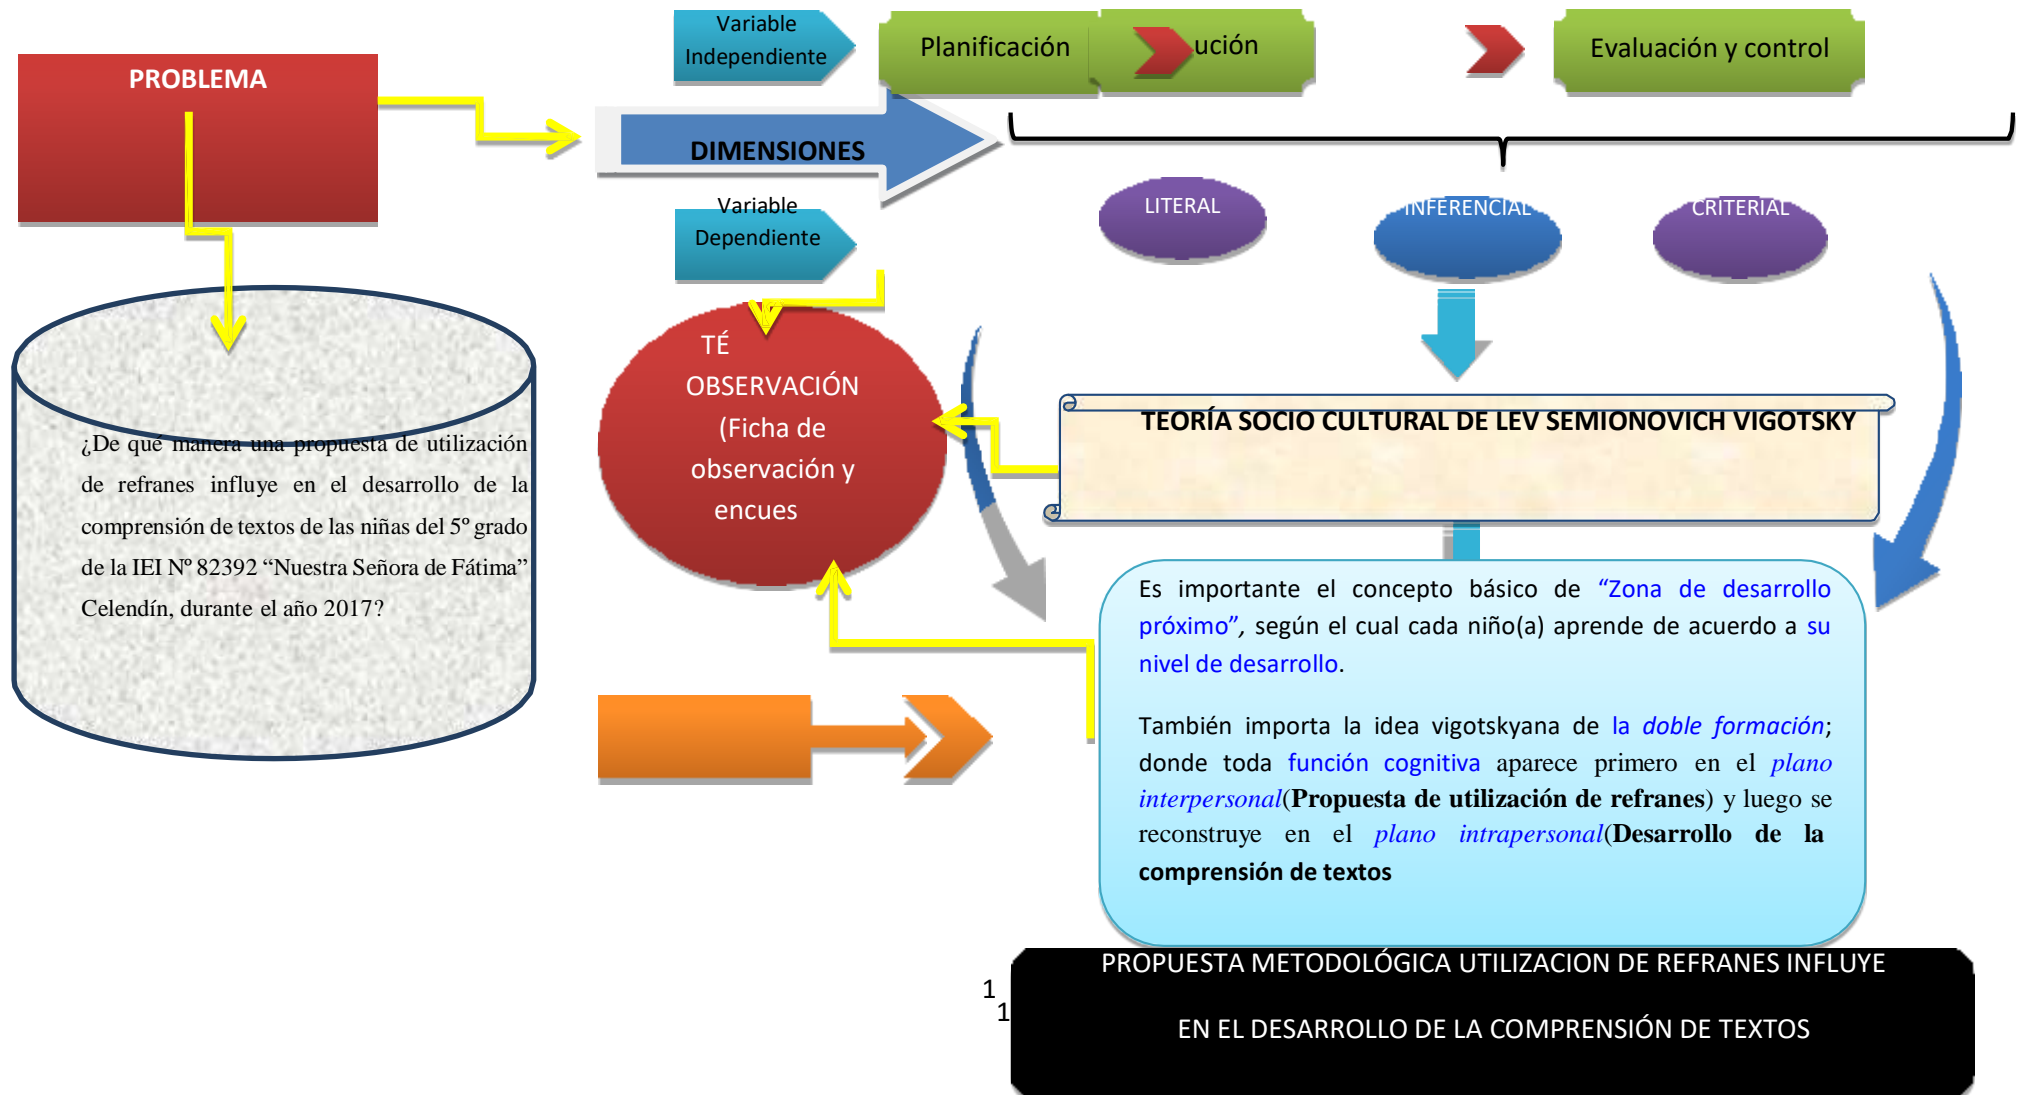 PROBLEMA
¿De qué manera una propuesta de utilización
de refranes influye en el desarrollo de la
comprensión de textos de las niñas del 5º grado
de la IEI Nº 82392 “Nuestra Señora de Fátima”
Celendín, durante el año 2017?
Variable
Independiente
Planificación
ución
Evaluación y control
DIMENSIONES
Variable
Dependiente
LITERAL
INFERENCIAL
CRITERIAL
TÉ
OBSERVACIÓN
(Ficha de
observación y
encues
TEORÍA SOCIO CULTURAL DE LEV SEMIONOVICH VIGOTSKY
Es importante el concepto básico de “Zona de desarrollo
próximo”, según el cual cada niño(a) aprende de acuerdo a su
nivel de desarrollo.
También importa la idea vigotskyana de la doble formación;
donde toda función cognitiva aparece primero en el plano
interpersonal(Propuesta de utilización de refranes) y luego se
reconstruye en el plano intrapersonal(Desarrollo de la
comprensión de textos
PROPUESTA METODOLÓGICA UTILIZACION DE REFRANES INFLUYE
EN EL DESARROLLO DE LA COMPRENSIÓN DE TEXTOS
1
1